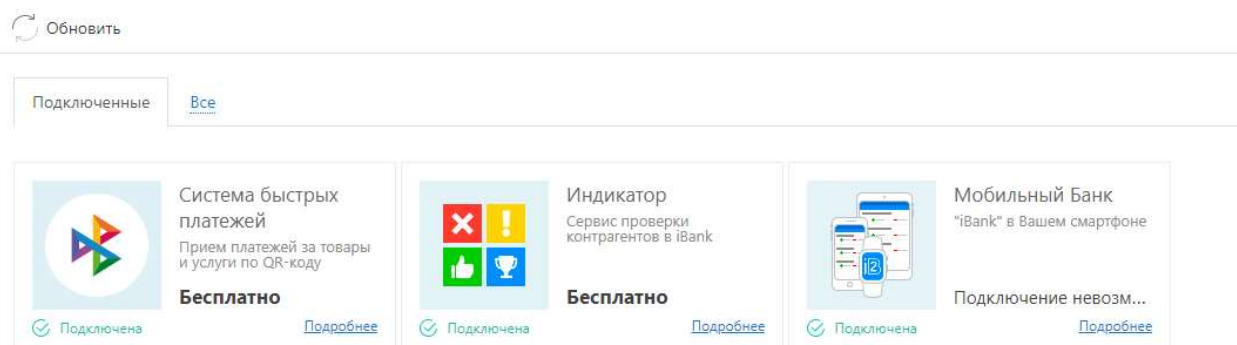 Обновить
Подключенные
Все
Система быстрых
платежей
Прием платежей за товары
и услуги по QR-коду
Бесплатно
Подключена
Подробнее
Индикатор
Сервис проверки
контрагентов в iBank
Бесплатно
Подключена
Подробнее
Мобильный Банк
"iBank" в Вашем смартфоне
i2
Подключение невозм...
Подключена
Подробнее